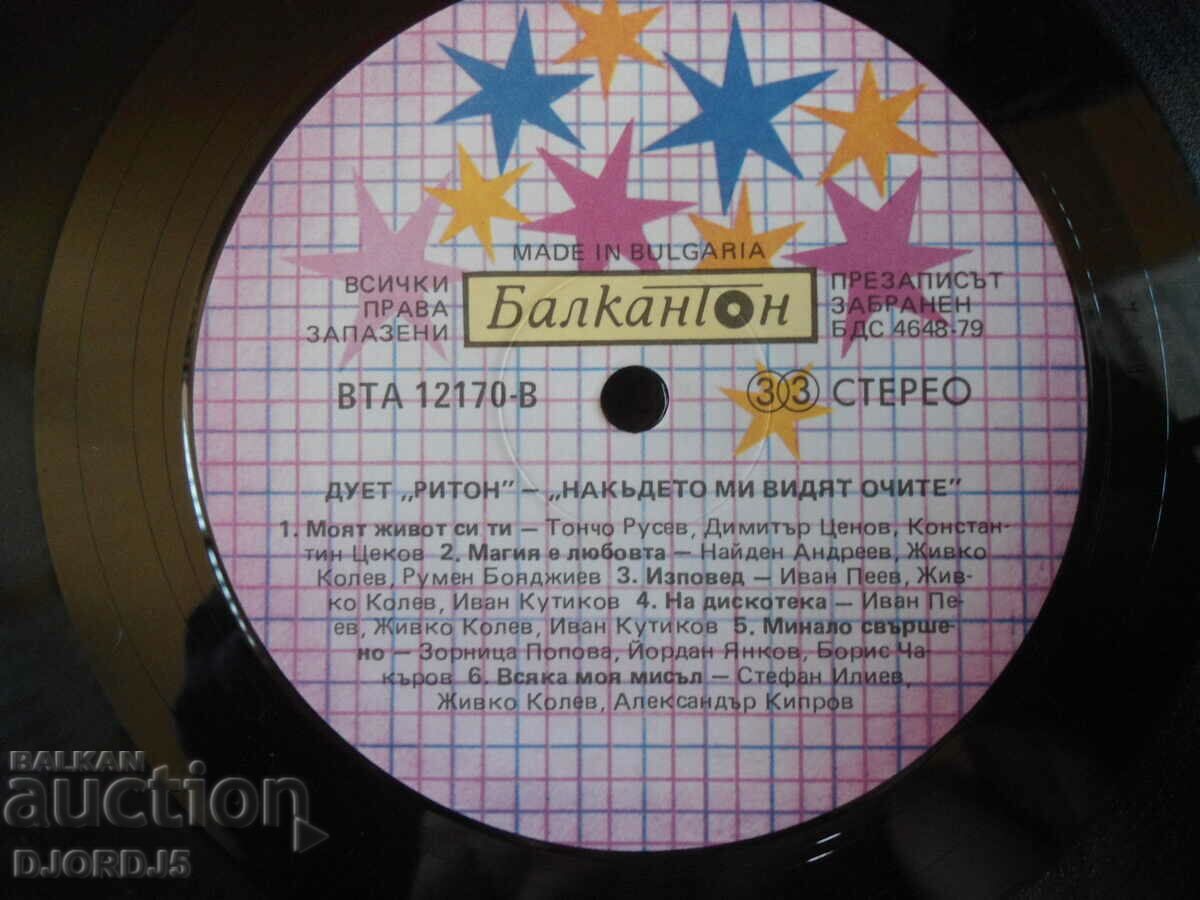 MADE IN BULGARIA
ВСИЧКИ
ПРАВА
ЗАПАЗЕНИ
Балкантон
ПРЕЗАПИСЪТ
ЗАБРАНЕН
БДС 4648-79
ВТА 12170-В
33 СТЕРЕО
ДУЕТ „РИТОН” – „НАКЪДЕТО МИ ВИДЯТ ОЧИТЕ”
1. Моят живот си ти – Тончо Русев, Димитър Ценов, Констан-
тин Цеков 2. Магия е любовта – Найден Андреев, Живко
Колев, Румен Бояджиев 3. Изповед – Иван Пеев, Жив-
ко Колев, Иван Кутиков 4. На дискотека – Иван Пе-
ев, Живко Колев, Иван Кутиков 5. Минало свърше-
но – Зорница Попова, Йордан Янков, Борис Ча-
къров 6. Всяка моя мисъл – Стефан Илиев,
Живко Колев, Александър Кипров
BALKAN
auction
DJORDJ5